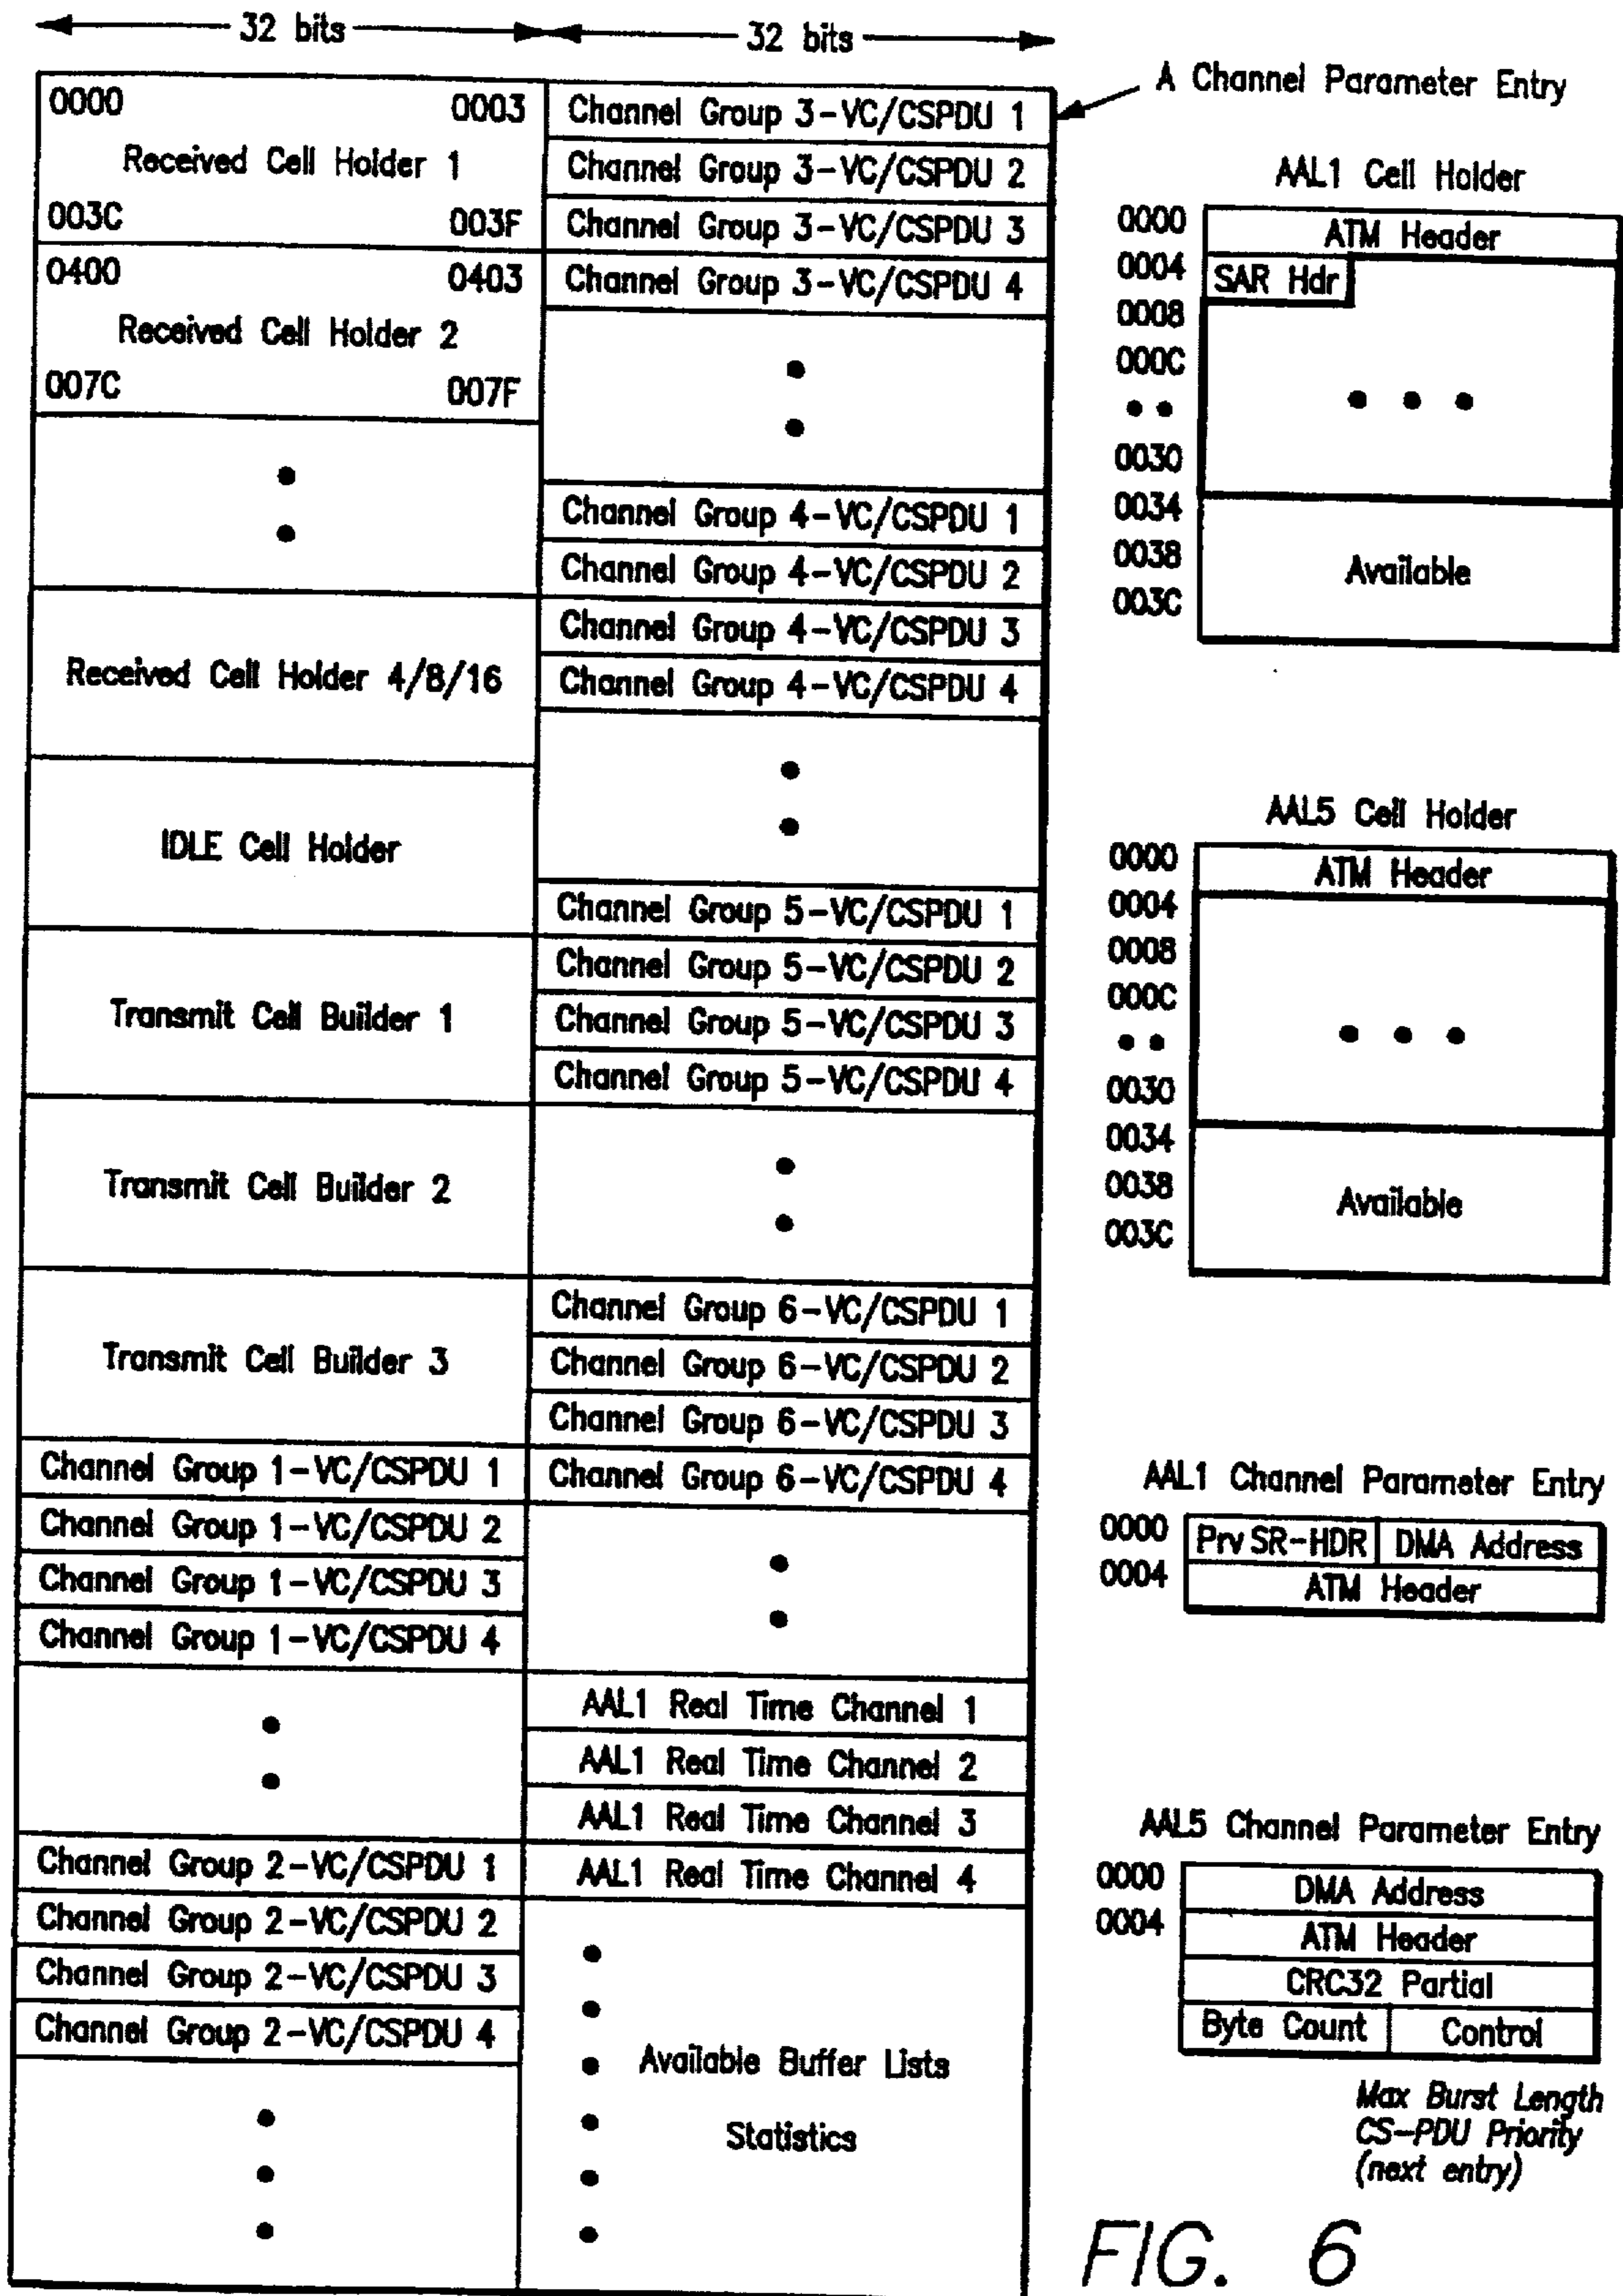 32 bits 32 bits
A Channel Parameter Entry
0000 0003
Received Cell Holder 1
003C 003F
0400 0403
Received Cell Holder 2
007C 007F
Received Cell Holder 4/8/16
IDLE Cell Holder
Transmit Cell Builder 1
Transmit Cell Builder 2
Transmit Cell Builder 3
Channel Group 1-VC/CSPDU 1
Channel Group 1-VC/CSPDU 2
Channel Group 1-VC/CSPDU 3
Channel Group 1-VC/CSPDU 4
Channel Group 2-VC/CSPDU 1
Channel Group 2-VC/CSPDU 2
Channel Group 2-VC/CSPDU 3
Channel Group 2-VC/CSPDU 4
Channel Group 3-VC/CSPDU 1
Channel Group 3-VC/CSPDU 2
Channel Group 3-VC/CSPDU 3
Channel Group 3-VC/CSPDU 4
Channel Group 4-VC/CSPDU 1
Channel Group 4-VC/CSPDU 2
Channel Group 4-VC/CSPDU 3
Channel Group 4-VC/CSPDU 4
Channel Group 5-VC/CSPDU 1
Channel Group 5-VC/CSPDU 2
Channel Group 5-VC/CSPDU 3
Channel Group 5-VC/CSPDU 4
Channel Group 6-VC/CSPDU 1
Channel Group 6-VC/CSPDU 2
Channel Group 6-VC/CSPDU 3
Channel Group 6-VC/CSPDU 4
AAL1 Real Time Channel 1
AAL1 Real Time Channel 2
AAL1 Real Time Channel 3
AAL1 Real Time Channel 4
Available Buffer Lists
Statistics
AAL1 Cell Holder
0000 ATM Header
0004 SAR Hdr
0008
000C
0030
0034
0038 Available
003C
AAL5 Cell Holder
0000 ATM Header
0004
0008
000C
0030
0034
0038 Available
003C
AAL1 Channel Parameter Entry
0000 Prv SR-HDR DMA Address
0004 ATM Header
AAL5 Channel Parameter Entry
0000 DMA Address
0004 ATM Header
CRC32 Partial
Byte Count Control
Max Burst Length
CS-PDU Priority
(next entry)
FIG. 6